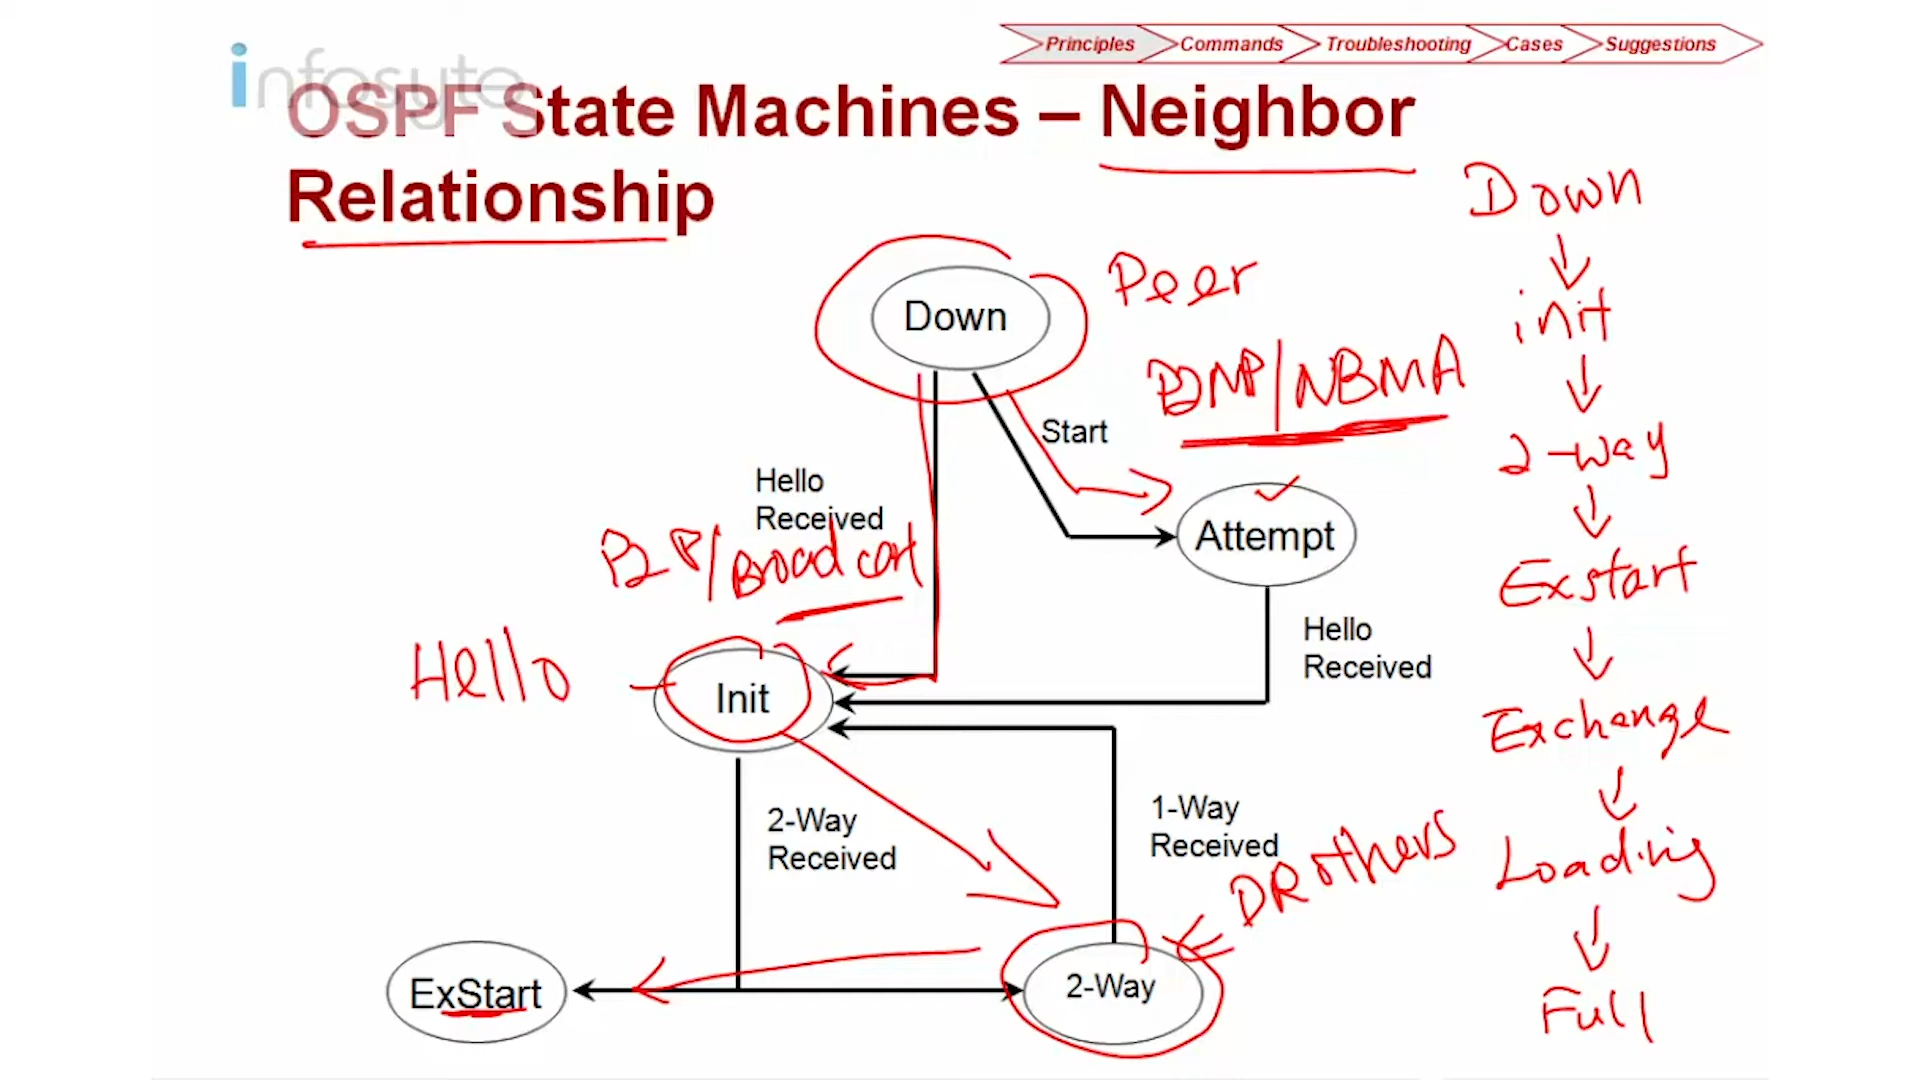 Principles Commands Troubleshooting Cases Suggestions
infosyte
OSPF State Machines – Neighbor
Relationship
Down
Down
Peer
init
P2MP/NBMA
Start
2-way
Hello
Received
Attempt
P2P/Broadcast
Exstart
Hello
Received
Hello
Init
Exchange
2-Way
Received
1-Way
Received
DRothers
Loading
ExStart
2-Way
Full